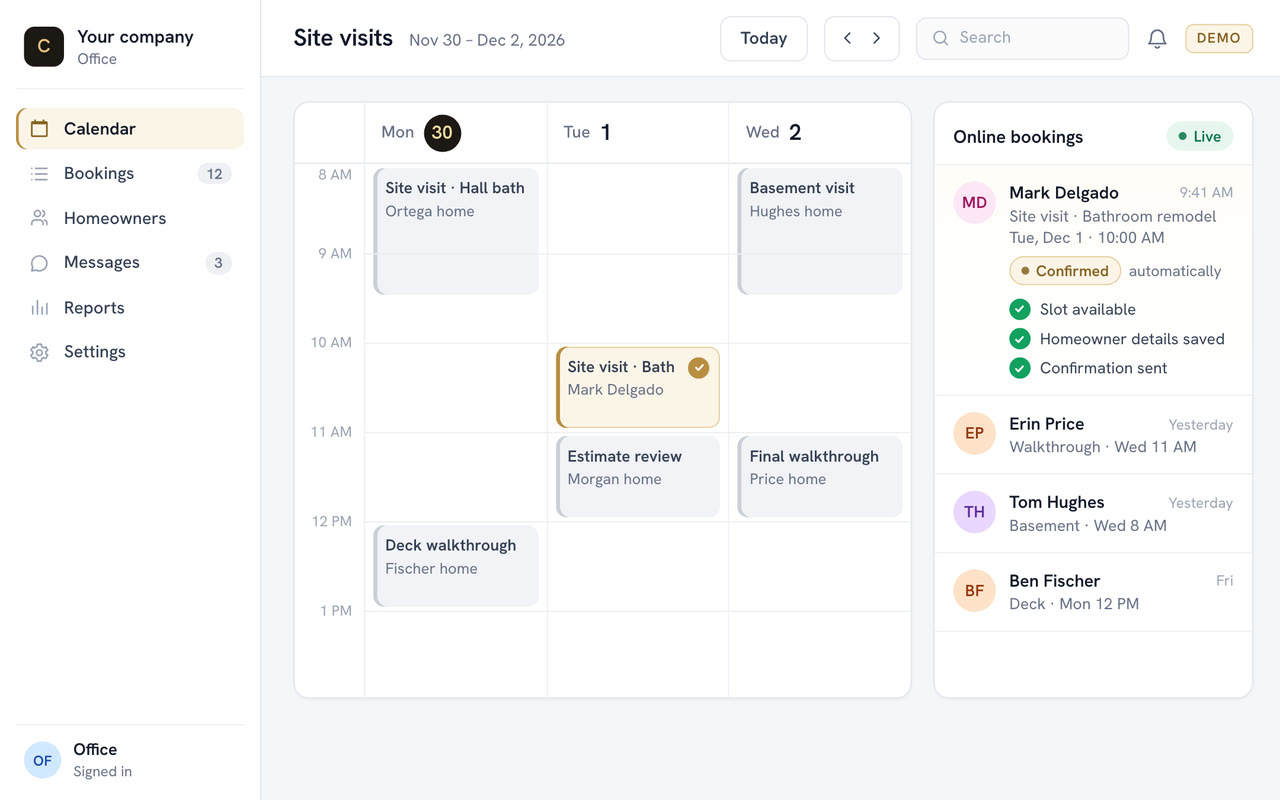 C
Your company
Office
Calendar
Bookings 12
Homeowners
Messages 3
Reports
Settings
OF
Office
Signed in
Site visits Nov 30 – Dec 2, 2026
Today
Search
DEMO
Mon 30
Tue 1
Wed 2
8 AM
9 AM
10 AM
11 AM
12 PM
1 PM
Site visit · Hall bath
Ortega home
Deck walkthrough
Fischer home
Site visit · Bath
Mark Delgado
Estimate review
Morgan home
Basement visit
Hughes home
Final walkthrough
Price home
Online bookings
Live
MD
Mark Delgado 9:41 AM
Site visit · Bathroom remodel
Tue, Dec 1 · 10:00 AM
Confirmed automatically
Slot available
Homeowner details saved
Confirmation sent
EP
Erin Price Yesterday
Walkthrough · Wed 11 AM
TH
Tom Hughes Yesterday
Basement · Wed 8 AM
BF
Ben Fischer Fri
Deck · Mon 12 PM